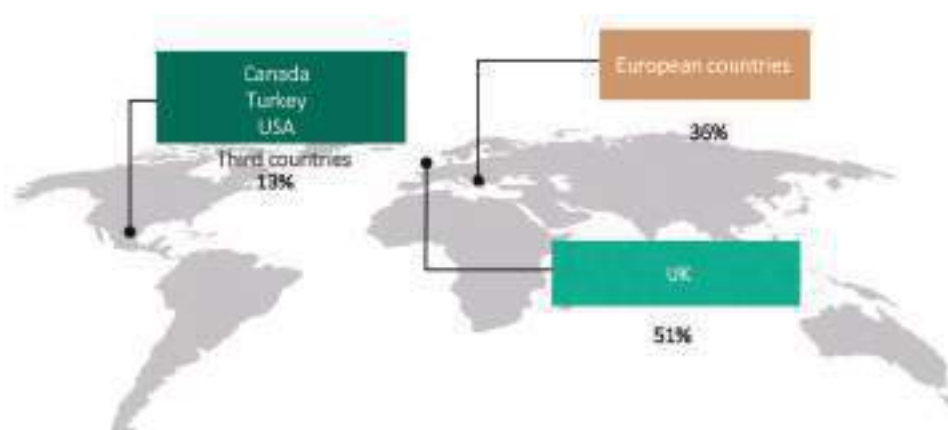 Canada
Turkey
USA
Third countries
13%
European countries
36%
UK
51%